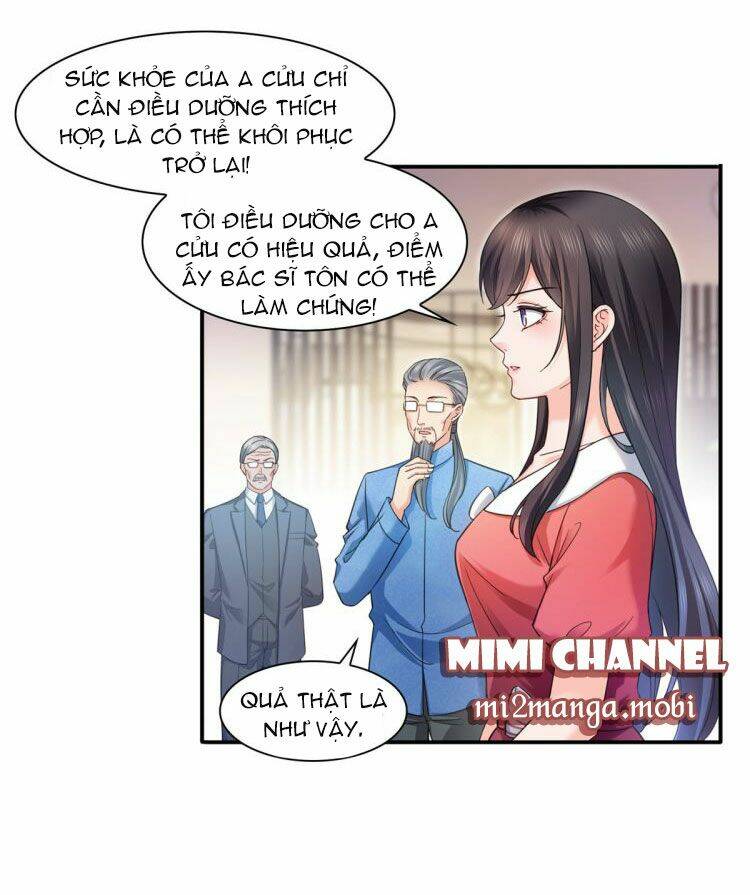 SỨC KHỎE CỦA A CỬU CHỈ
CẦN ĐIỀU DƯỠNG THÍCH
HỢP, LÀ CÓ THỂ KHÔI PHỤC
TRỞ LẠI!
TÔI ĐIỀU DƯỠNG CHO A
CỬU CÓ HIỆU QUẢ, ĐIỂM
ẤY BÁC SĨ TÔN CÓ THỂ
LÀM CHỨNG!
MIMI CHANNEL
mi2manga.mobi
QUẢ THẬT LÀ
NHƯ VẬY.